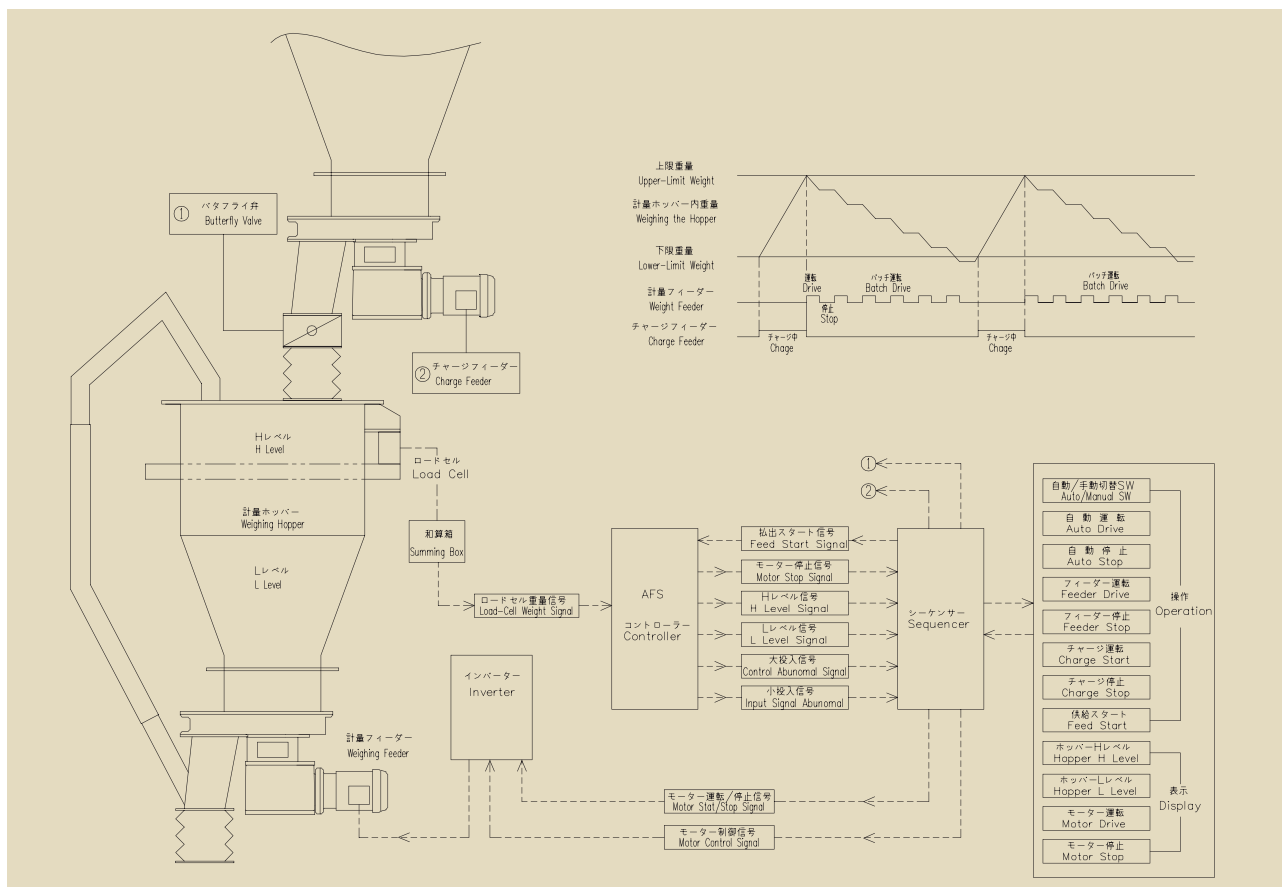 上限重量
Upper-Limit Weight
計量ホッパー内重量
Weighing the Hopper
下限重量
Lower-Limit Weight
運転
Drive
バッチ運転
Batch Drive
バッチ運転
Batch Drive
計量フィーダー
Weight Feeder
停止
Stop
チャージフィーダー
Charge Feeder
チャージ中
Chage
チャージ中
Chage
① バタフライ弁
Butterfly Valve
② チャージフィーダー
Charge Feeder
Hレベル
H Level
ロードセル
Load Cell
計量ホッパー
Weighing Hopper
和算箱
Summing Box
Lレベル
L Level
ロードセル重量信号
Load-Cell Weight Signal
AFS
コントローラー
Controller
①
②
払出スタート信号
Feed Start Signal
モーター停止信号
Motor Stop Signal
Hレベル信号
H Level Signal
Lレベル信号
L Level Signal
大投入信号
Control Abunomal Signal
小投入信号
Input Signal Abunomal
シーケンサー
Sequencer
インバーター
Inverter
計量フィーダー
Weighing Feeder
モーター運転/停止信号
Motor Stat/Stop Signal
モーター制御信号
Motor Control Signal
自動/手動切替SW
Auto/Manual SW
自動運転
Auto Drive
自動停止
Auto Stop
フィーダー運転
Feeder Drive
フィーダー停止
Feeder Stop
チャージ運転
Charge Start
チャージ停止
Charge Stop
供給スタート
Feed Start
操作
Operation
ホッパーHレベル
Hopper H Level
ホッパーLレベル
Hopper L Level
モーター運転
Motor Drive
モーター停止
Motor Stop
表示
Display